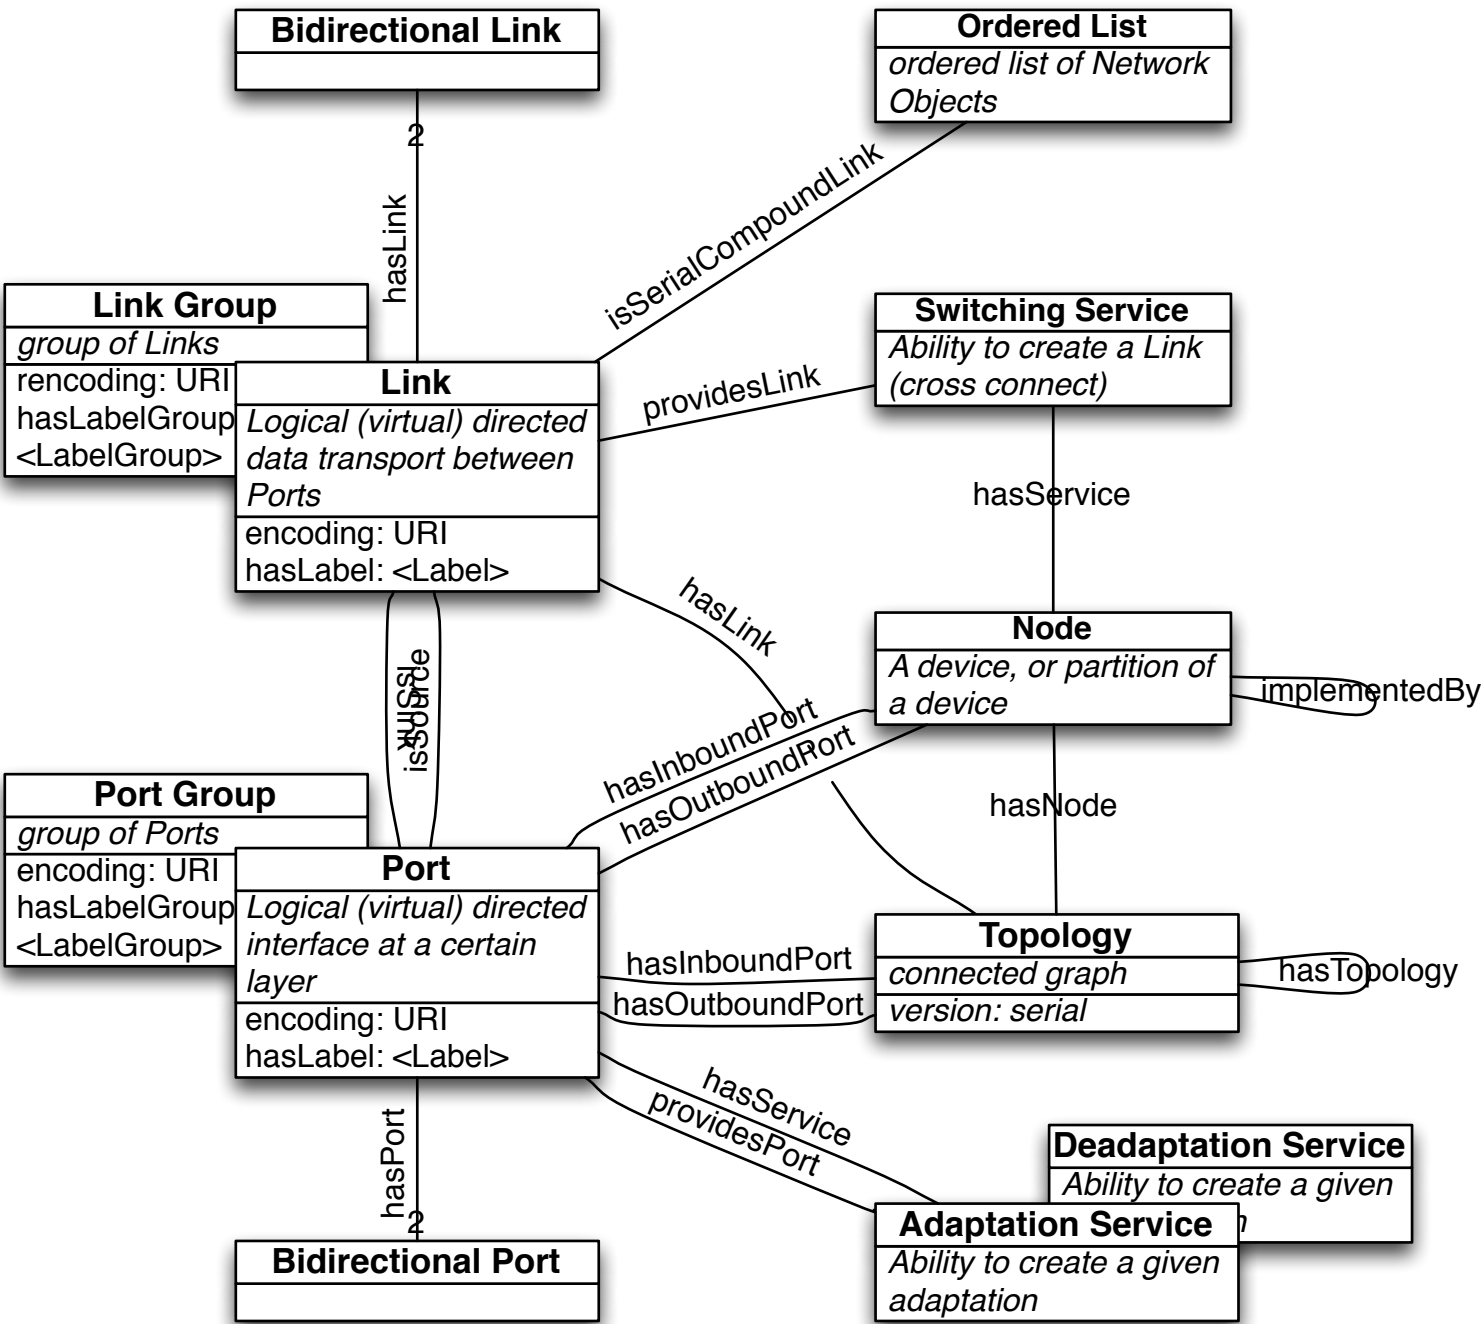 Bidirectional Link
2
hasLink
Ordered List
ordered list of Network
Objects
isSerialCompoundLink
Link Group
group of Links
rencoding: URI
hasLabelGroup
<LabelGroup>
Link
Logical (virtual) directed
data transport between
Ports
encoding: URI
hasLabel: <Label>
providesLink
Switching Service
Ability to create a Link
(cross connect)
hasService
hasLink
Node
A device, or partition of
a device
implementedBy
isSink
isSource
hasInboundPort
hasOutboundPort
hasNode
Port Group
group of Ports
encoding: URI
hasLabelGroup
<LabelGroup>
Port
Logical (virtual) directed
interface at a certain
layer
encoding: URI
hasLabel: <Label>
hasInboundPort
hasOutboundPort
Topology
connected graph
version: serial
hasTopology
hasService
providesPort
hasPort
2
Bidirectional Port
Deadaptation Service
Ability to create a given
n
Adaptation Service
Ability to create a given
adaptation